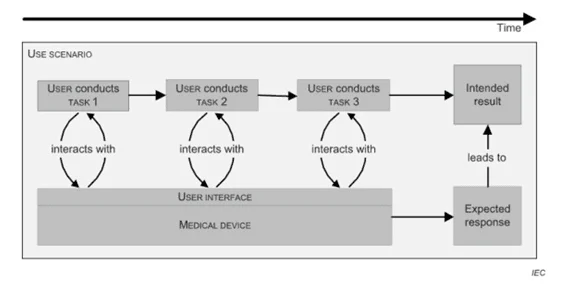 Time
USE SCENARIO
USER conducts
TASK 1
USER conducts
TASK 2
USER conducts
TASK 3
Intended
result
interacts with
interacts with
interacts with
leads to
USER INTERFACE
MEDICAL DEVICE
Expected
response
IEC